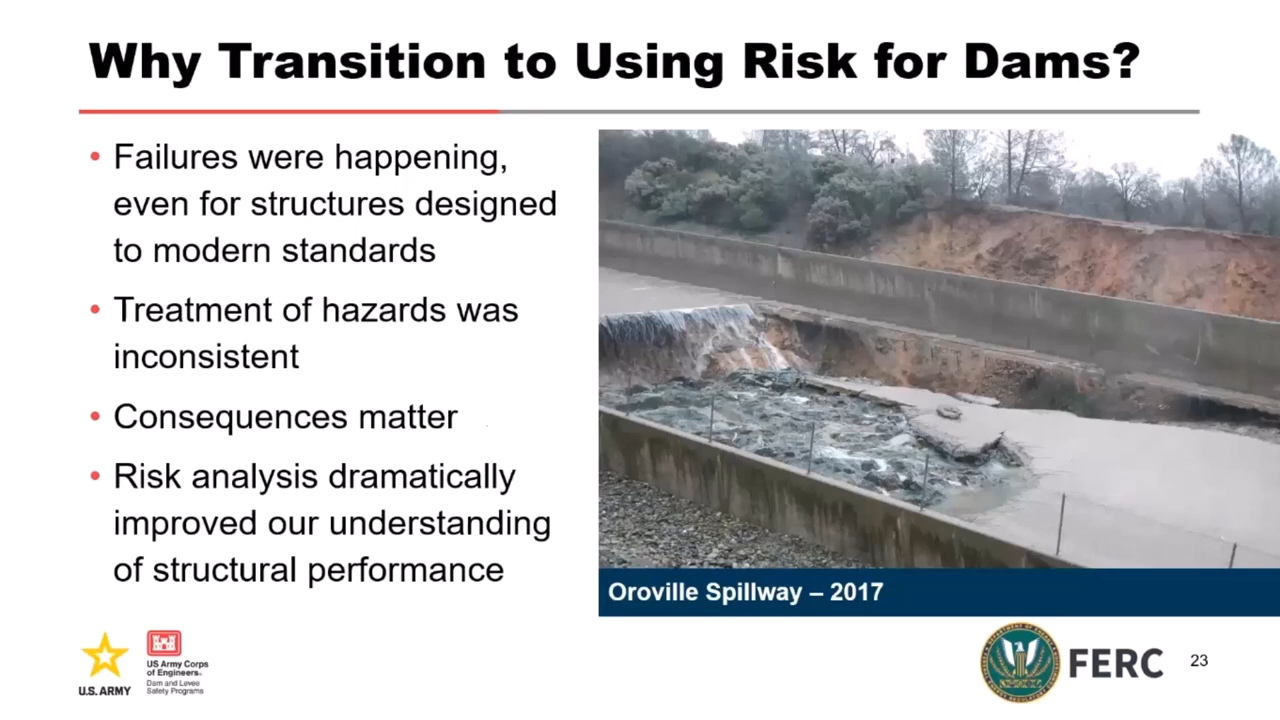 Why Transition to Using Risk for Dams?
• Failures were happening,
even for structures designed
to modern standards
• Treatment of hazards was
inconsistent
• Consequences matter
• Risk analysis dramatically
improved our understanding
of structural performance
Oroville Spillway – 2017
U.S. ARMY
US Army Corps
of Engineers®
Dam and Levee
Safety Programs
FERC
23